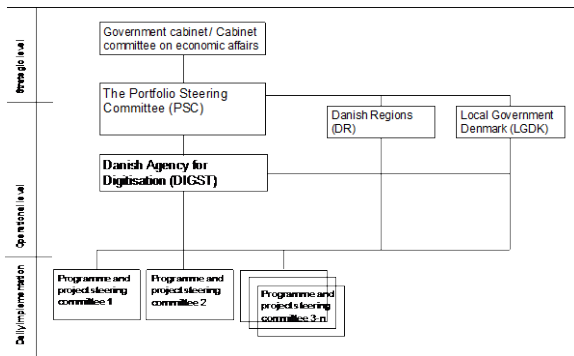 Strategic level
Government cabinet / Cabinet
committee on economic affairs
The Portfolio Steering
Committee (PSC)
Danish Regions
(DR)
Local Government
Denmark (LGDK)
Operational level
Danish Agency for
Digitisation (DIGST)
Daily implementation
Programme and
project steering
committee 1
Programme and
project steering
committee 2
Programme and
project steering
committee 3-n